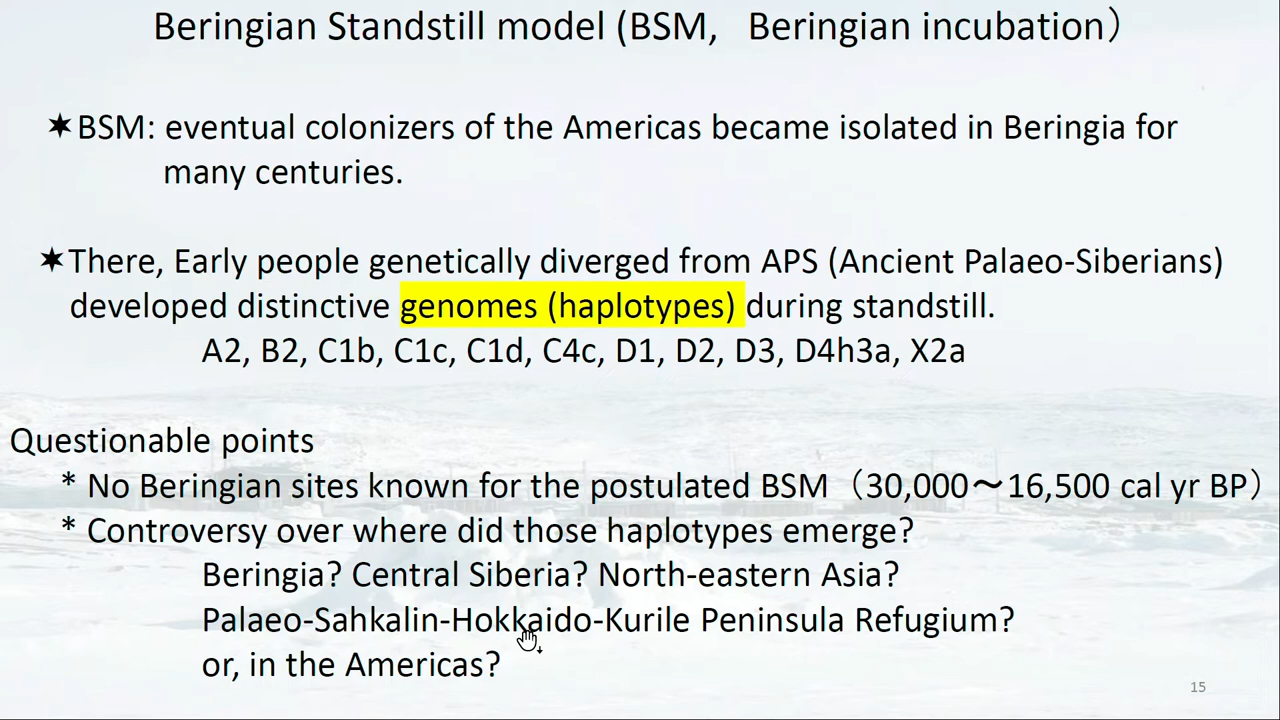 Beringian Standstill model (BSM, Beringian incubation）
★BSM: eventual colonizers of the Americas became isolated in Beringia for
many centuries.
★There, Early people genetically diverged from APS (Ancient Palaeo-Siberians)
developed distinctive genomes (haplotypes) during standstill.
A2, B2, C1b, C1c, C1d, C4c, D1, D2, D3, D4h3a, X2a
Questionable points
* No Beringian sites known for the postulated BSM（30,000～16,500 cal yr BP）
* Controversy over where did those haplotypes emerge?
Beringia? Central Siberia? North-eastern Asia?
Palaeo-Sahkalin-Hokkaido-Kurile Peninsula Refugium?
or, in the Americas?
15